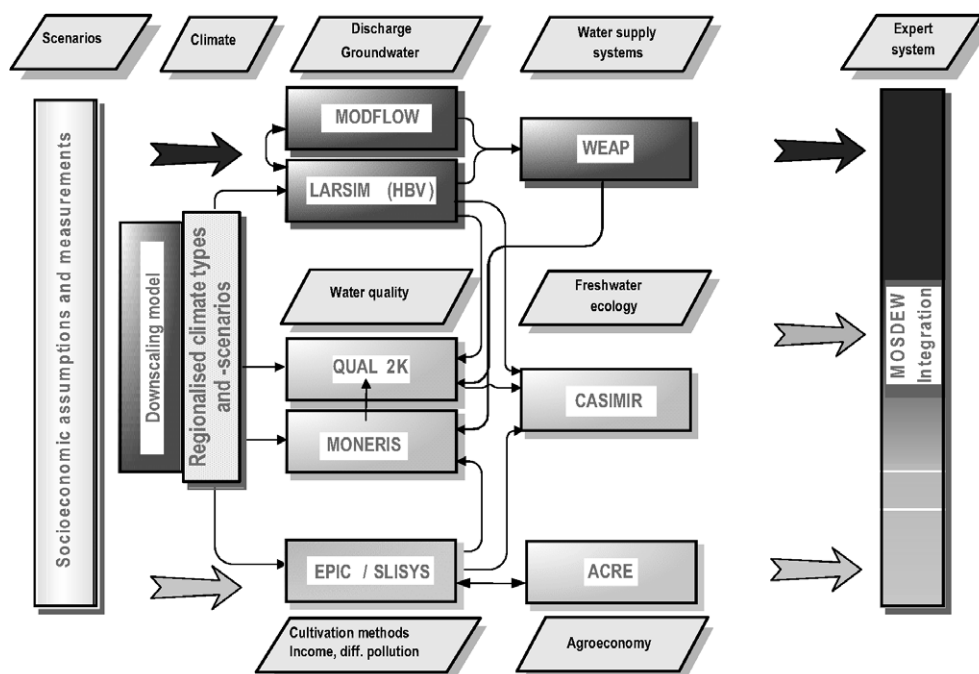 Scenarios
Climate
Discharge
Groundwater
Water supply
systems
Expert
system
Socioeconomic assumptions and measurements
Downscaling model
Regionalised climate types
and -scenarios
MODFLOW
LARSIM (HBV)
WEAP
Water quality
Freshwater
ecology
QUAL 2K
MONERIS
CASIMIR
MOSDEW
Integration
EPIC / SLISYS
ACRE
Cultivation methods
Income, diff. pollution
Agroeconomy